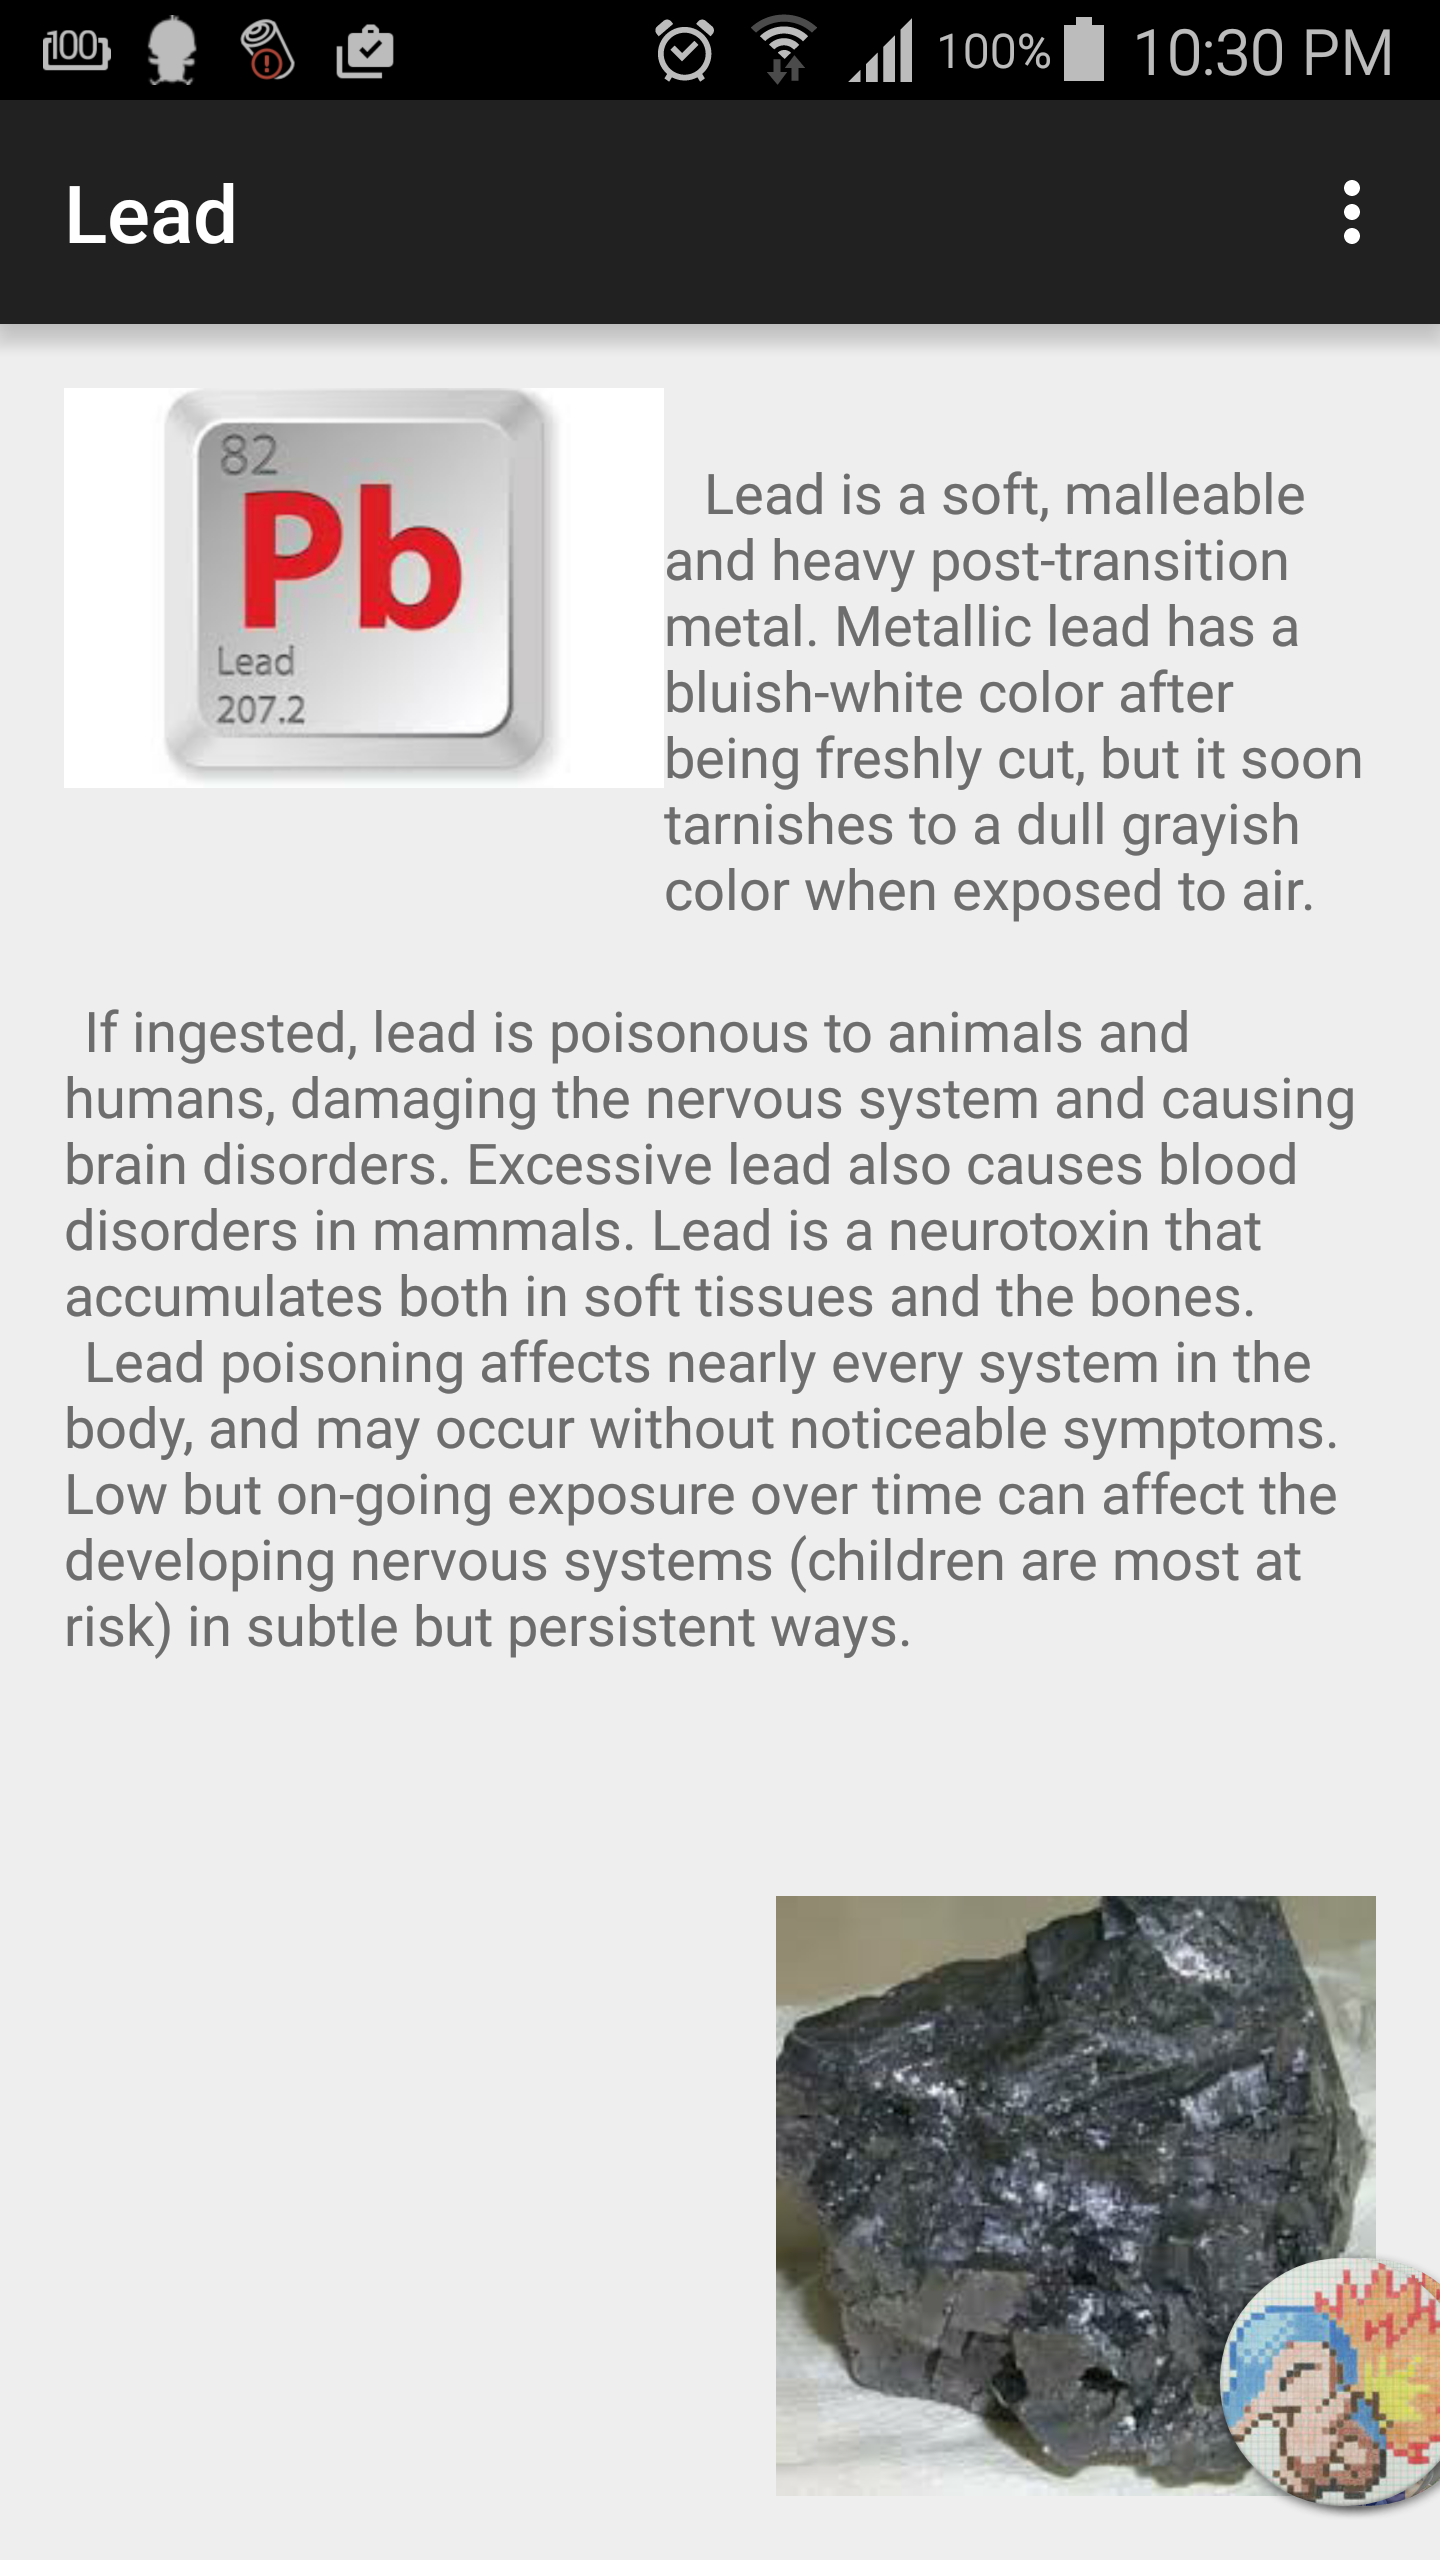 100
100%
10:30 PM
Lead
82
Pb
Lead
207.2
Lead is a soft, malleable
and heavy post-transition
metal. Metallic lead has a
bluish-white color after
being freshly cut, but it soon
tarnishes to a dull grayish
color when exposed to air.
If ingested, lead is poisonous to animals and
humans, damaging the nervous system and causing
brain disorders. Excessive lead also causes blood
disorders in mammals. Lead is a neurotoxin that
accumulates both in soft tissues and the bones.
Lead poisoning affects nearly every system in the
body, and may occur without noticeable symptoms.
Low but on-going exposure over time can affect the
developing nervous systems (children are most at
risk) in subtle but persistent ways.